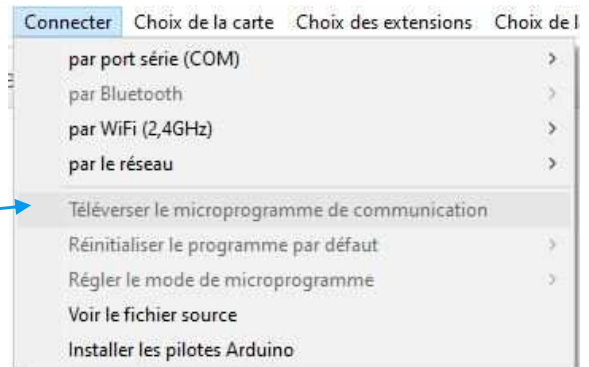 Connecter Choix de la carte Choix des extensions Choix de
par port série (COM)
par Bluetooth
par WiFi (2,4GHz)
par le réseau
Téléverser le microprogramme de communication
Réinitialiser le programme par défaut
Régler le mode de microprogramme
Voir le fichier source
Installer les pilotes Arduino